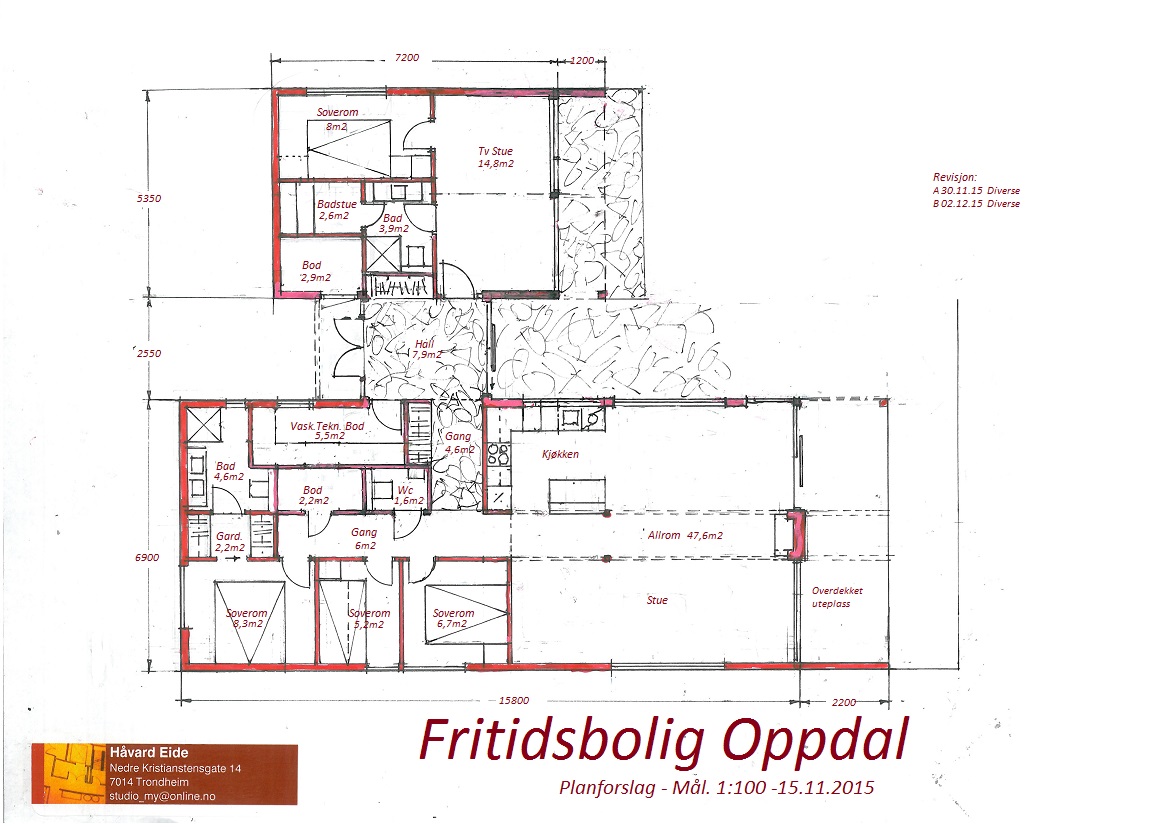 7200
1200
Soverom
8m2
Tv Stue
14,8m2
Revisjon:
A 30.11.15 Diverse
B 02.12.15 Diverse
5350
Badstue
2,6m2
Bad
3,9m2
Bod
2,9m2
2550
Hall
7,9m2
Vask.Tekn. Bod
5,5m2
Gang
4,6m2
Kjøkken
Bad
4,6m2
Bod
2,2m2
Wc
1,6m2
Gard.
2,2m2
Gang
6m2
Allrom 47,6m2
6900
Soverom
8,3m2
Soverom
5,2m2
Soverom
6,7m2
Stue
Overdekket
uteplass
15800
2200
Fritidsbolig Oppdal
Planforslag - Mål. 1:100 -15.11.2015
Håvard Eide
Nedre Kristianstensgate 14
7014 Trondheim
studio_my@online.no